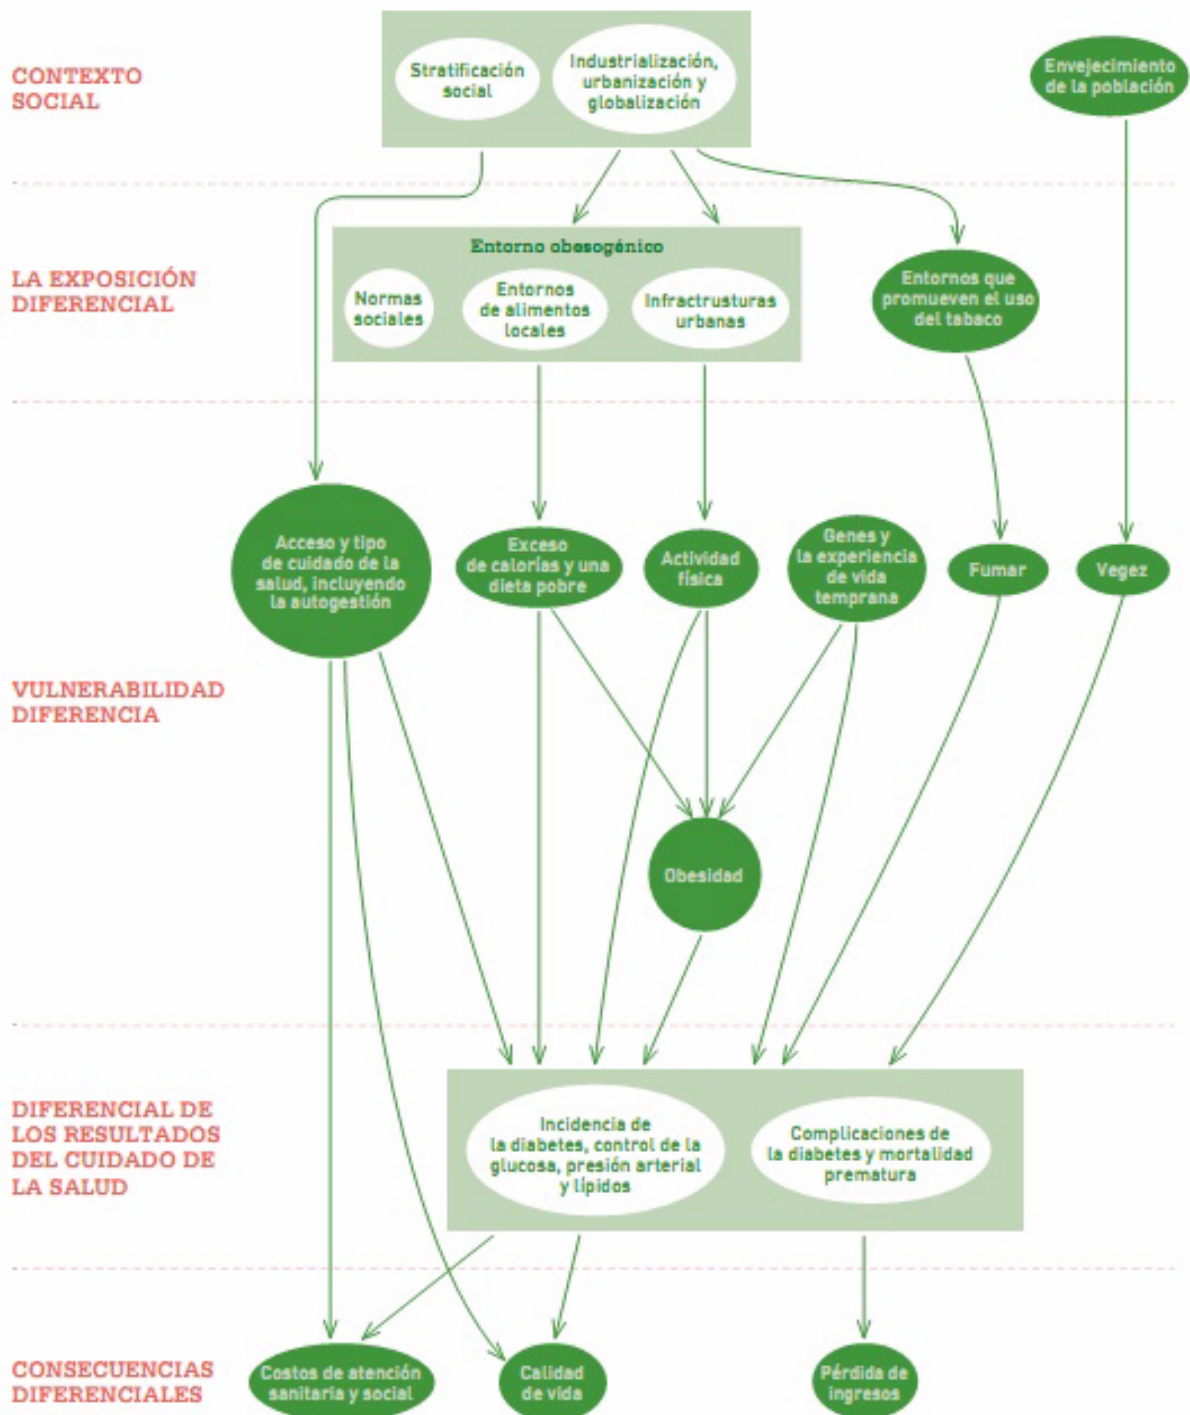 CONTEXTO
SOCIAL
Stratificación
social
Industrialización,
urbanización y
globalización
Envejecimiento
de la población
LA EXPOSICIÓN
DIFERENCIAL
Entorno obesogénico
Normas
sociales
Entornos
de alimentos
locales
Infractrusturas
urbanas
Entornos que
promueven el uso
del tabaco
VULNERABILIDAD
DIFERENCIA
Acceso y tipo
de cuidado de la
salud, incluyendo
la autogestión
Exceso
de calorías y una
dieta pobre
Actividad
física
Genes y
la experiencia
de vida
temprana
Fumar
Vegez
Obesidad
DIFERENCIAL DE
LOS RESULTADOS
DEL CUIDADO DE
LA SALUD
Incidencia de
la diabetes, control de la
glucosa, presión arterial
y lípidos
Complicaciones de
la diabetes y mortalidad
prematura
CONSECUENCIAS
DIFERENCIALES
Costos de atención
sanitaria y social
Calidad
de vida
Pérdida de
ingresos